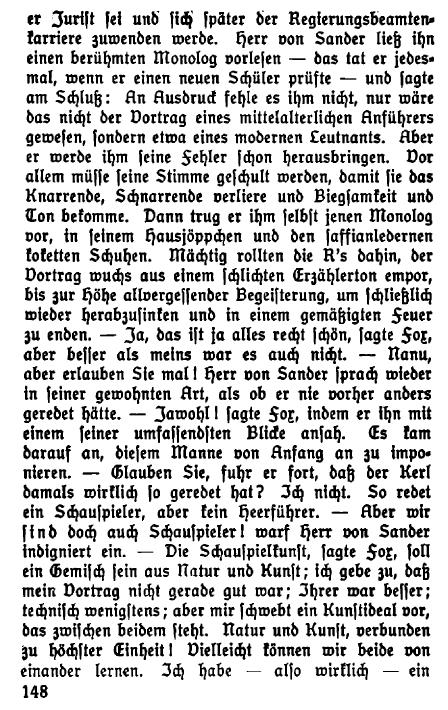 er Jurist sei und sich später der Regierungsbeamten-
karriere zuwenden werde. Herr von Sander ließ ihn
einen berühmten Monolog vorlesen — das tat er jedes-
mal, wenn er einen neuen Schüler prüfte — und sagte
am Schluß: An Ausdruck fehle es ihm nicht, nur wäre
das nicht der Vortrag eines mittelalterlichen Anführers
gewesen, sondern etwa eines modernen Leutnants. Aber
er werde ihm seine Fehler schon herausbringen. Vor
allem müsse seine Stimme geschult werden, damit sie das
Knarrende, Schnarrende verliere und Biegsamkeit und
Ton bekomme. Dann trug er ihm selbst jenen Monolog
vor, in seinem Hausjöppchen und den saffianledernen
koketten Schuhen. Mächtig rollten die R's dahin, der
Vortrag wuchs aus einem schlichten Erzählerton empor,
bis zur Höhe allvergessender Begeisterung, um schließlich
wieder herabzusinken und in einem gemäßigten Feuer
zu enden. — Ja, das ist ja alles recht schön, sagte Fox,
aber besser als meins war es auch nicht. — Nanu,
aber erlauben Sie mal! Herr von Sander sprach wieder
in seiner gewohnten Art, als ob er nie vorher anders
geredet hätte. — Jawohl! sagte Fox, indem er ihn mit
einem seiner umfassendsten Blicke ansah. Es kam
darauf an, diesem Manne von Anfang an zu impo-
nieren. — Glauben Sie, fuhr er fort, daß der Kerl
damals wirklich so geredet hat? Ich nicht. So redet
ein Schauspieler, aber kein Heerführer. — Aber wir
sind doch auch Schauspieler! warf Herr von Sander
indigniert ein. — Die Schauspielkunst, sagte Fox, soll
ein Gemisch sein aus Natur und Kunst; ich gebe zu, daß
mein Vortrag nicht gerade gut war; Ihrer war besser;
technisch wenigstens; aber mir schwebt ein Kunstideal vor,
das zwischen beidem steht. Natur und Kunst, verbunden
zu höchster Einheit! Vielleicht können wir beide von
einander lernen. Ich habe — also wirklich — ein
148